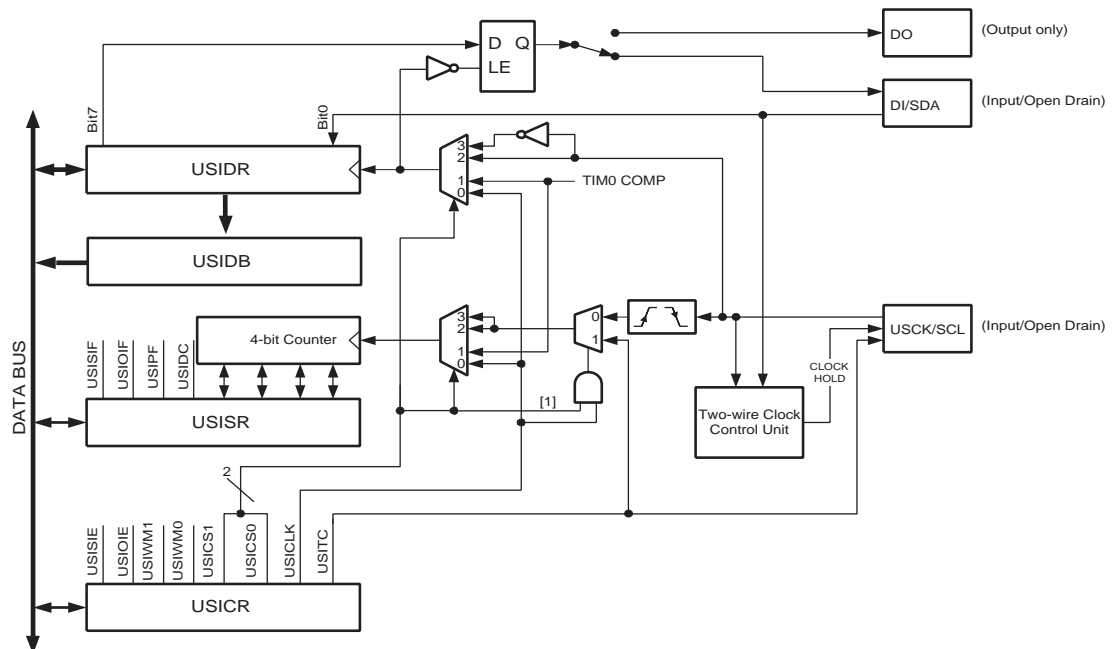 DO
(Output only)
D Q
LE
DI/SDA
(Input/Open Drain)
Bit7
Bit0
USIDR
3
2
1
0
TIM0 COMP
USIDB
DATA BUS
3
2
1
0
0
1
USCK/SCL
(Input/Open Drain)
4-bit Counter
USISIF
USIOIF
USIPF
USIDC
CLOCK
HOLD
[1]
Two-wire Clock
Control Unit
USISR
2
USISIE
USIOIE
USIWM1
USIWM0
USICS1
USICS0
USICLK
USITC
USICR